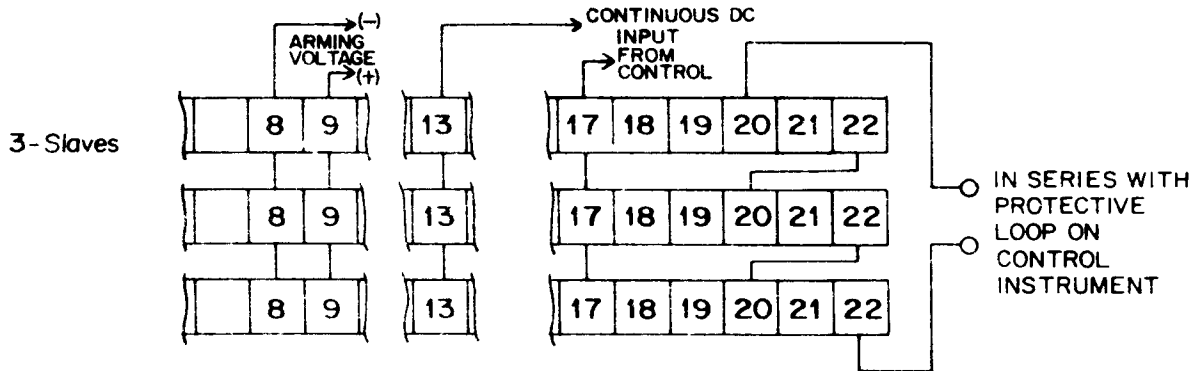 (-)
ARMING
VOLTAGE
(+)
CONTINUOUS DC
INPUT
FROM
CONTROL
3-Slaves
8 9 13 17 18 19 20 21 22
8 9 13 17 18 19 20 21 22
8 9 13 17 18 19 20 21 22
IN SERIES WITH
PROTECTIVE
LOOP ON
CONTROL
INSTRUMENT